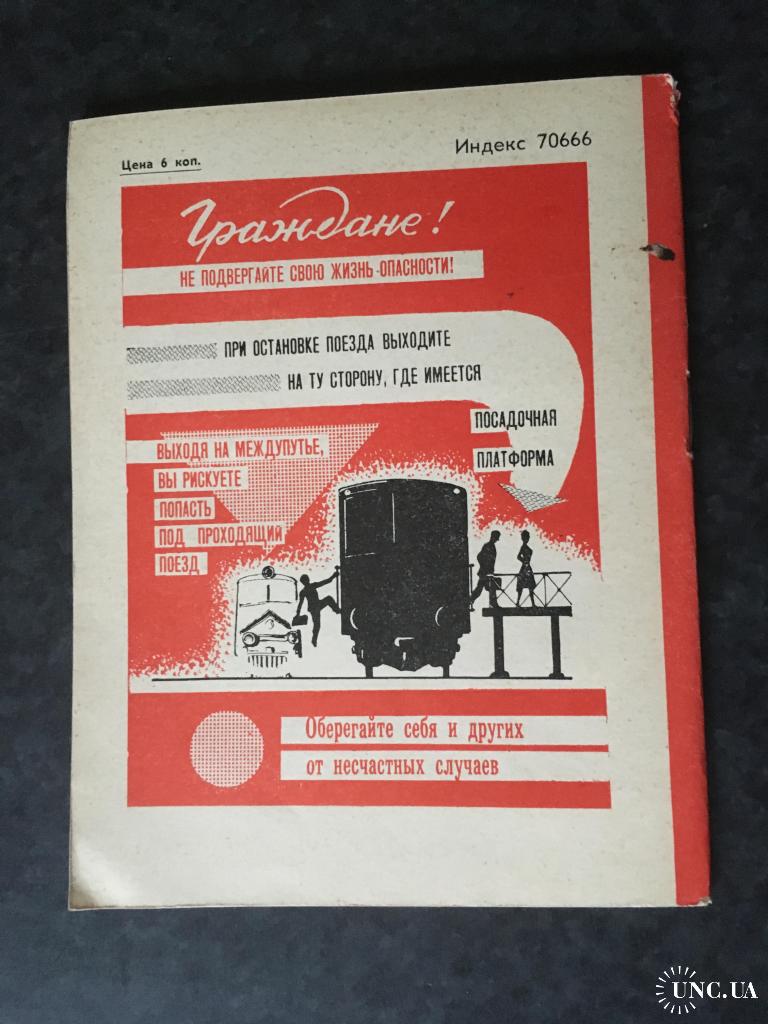 Цена 6 коп.
Индекс 70666
Граждане!
НЕ ПОДВЕРГАЙТЕ СВОЮ ЖИЗНЬ-ОПАСНОСТИ!
ПРИ ОСТАНОВКЕ ПОЕЗДА ВЫХОДИТЕ
НА ТУ СТОРОНУ, ГДЕ ИМЕЕТСЯ
ПОСАДОЧНАЯ
ПЛАТФОРМА
ВЫХОДЯ НА МЕЖДУПУТЬЕ,
ВЫ РИСКУЕТЕ
ПОПАСТЬ
ПОД ПРОХОДЯЩИЙ
ПОЕЗД
Оберегайте себя и других
от несчастных случаев
UNC.UA